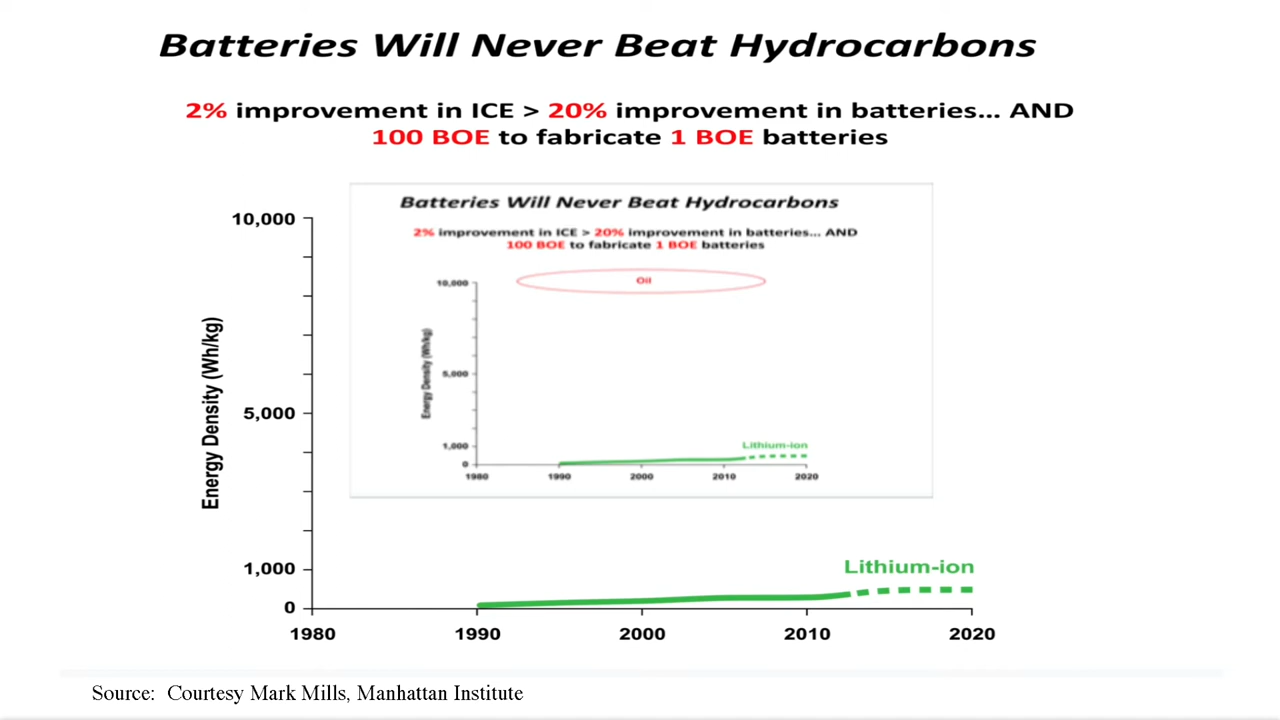 Batteries Will Never Beat Hydrocarbons
2% improvement in ICE > 20% improvement in batteries... AND
100 BOE to fabricate 1 BOE batteries
10,000
5,000
1,000
0
Energy Density (Wh/kg)
1980 1990 2000 2010 2020
Lithium-ion
Batteries Will Never Beat Hydrocarbons
2% improvement in ICE > 20% improvement in batteries... AND
100 BOE to fabricate 1 BOE batteries
Oil
10,000
5,000
1,000
0
Energy Density (Wh/kg)
Lithium-ion
1980 1990 2000 2010 2020
Source: Courtesy Mark Mills, Manhattan Institute